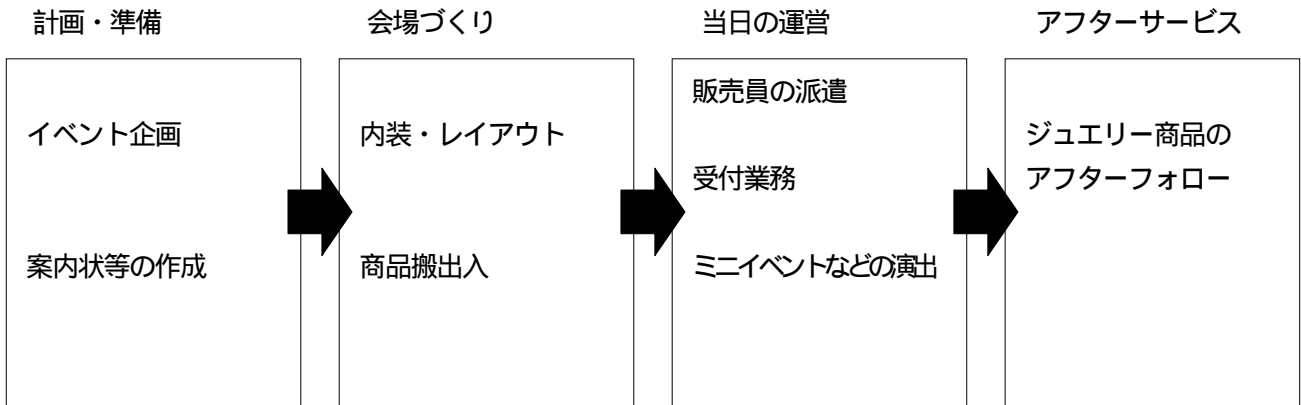 計画・準備
会場づくり
当日の運営
アフターサービス
イベント企画
案内状等の作成
内装・レイアウト
商品搬出入
販売員の派遣
受付業務
ミニイベントなどの演出
ジュエリー商品の
アフターフォロー